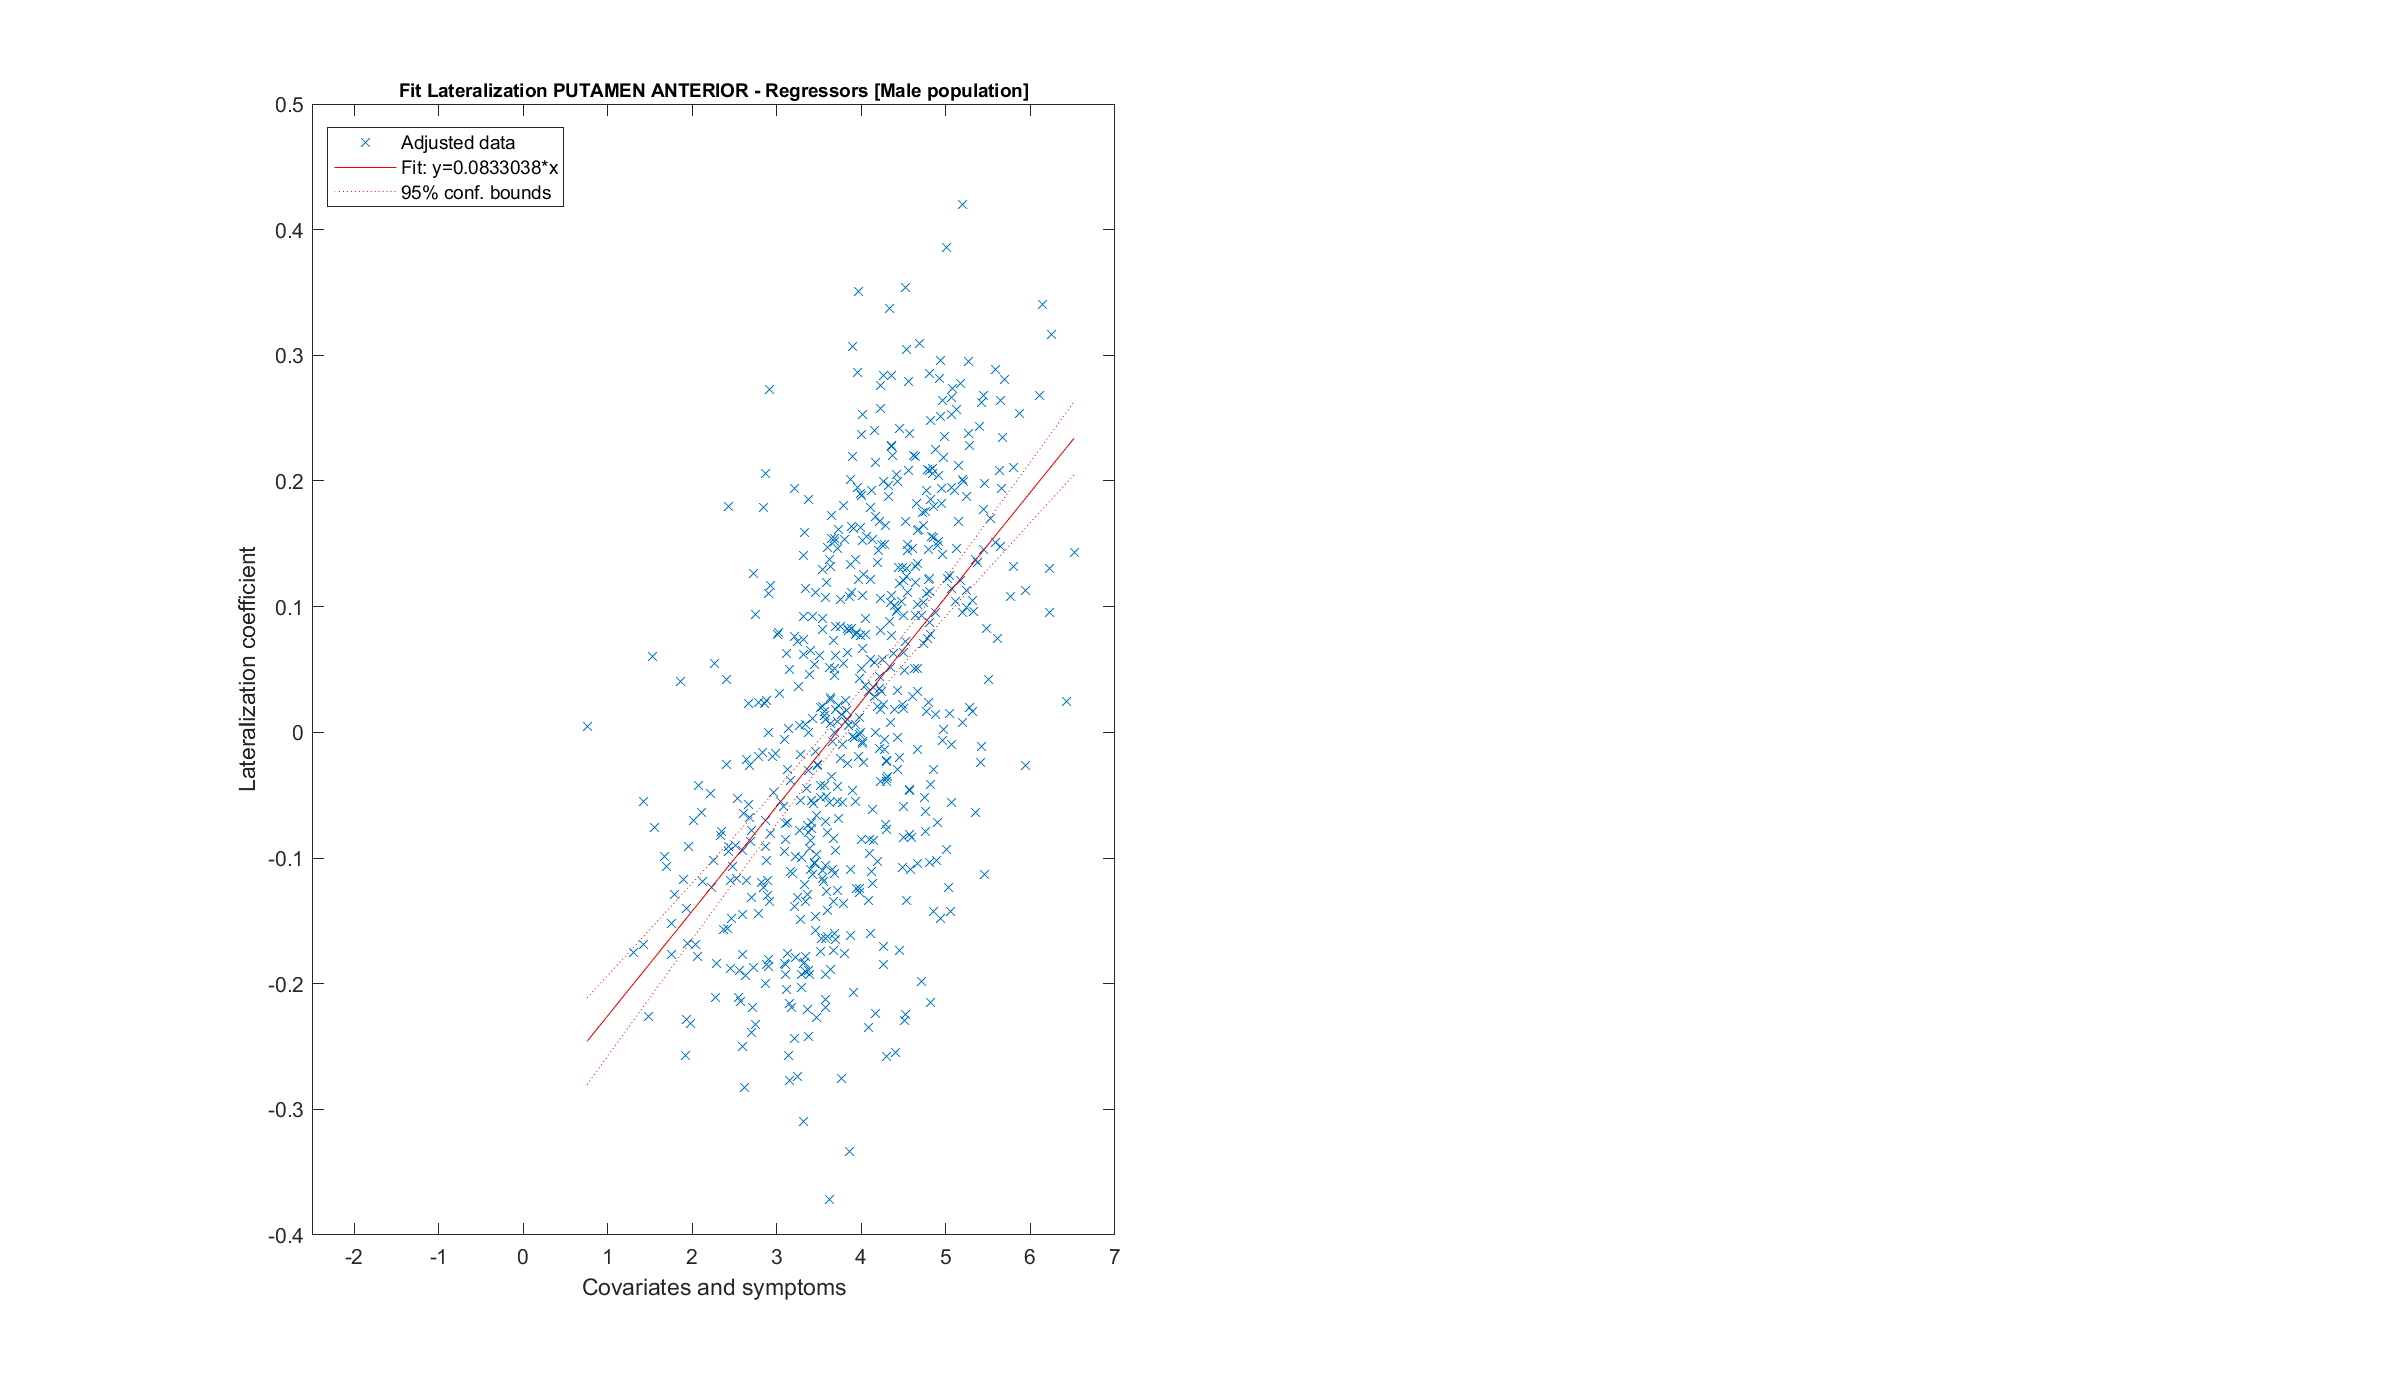 Fit Lateralization PUTAMEN ANTERIOR - Regressors [Male population]
Adjusted data
Fit: y=0.0833038*x
95% conf. bounds
0.5
0.4
0.3
0.2
0.1
0
-0.1
-0.2
-0.3
-0.4
Lateralization coefficient
-2 -1 0 1 2 3 4 5 6 7
Covariates and symptoms